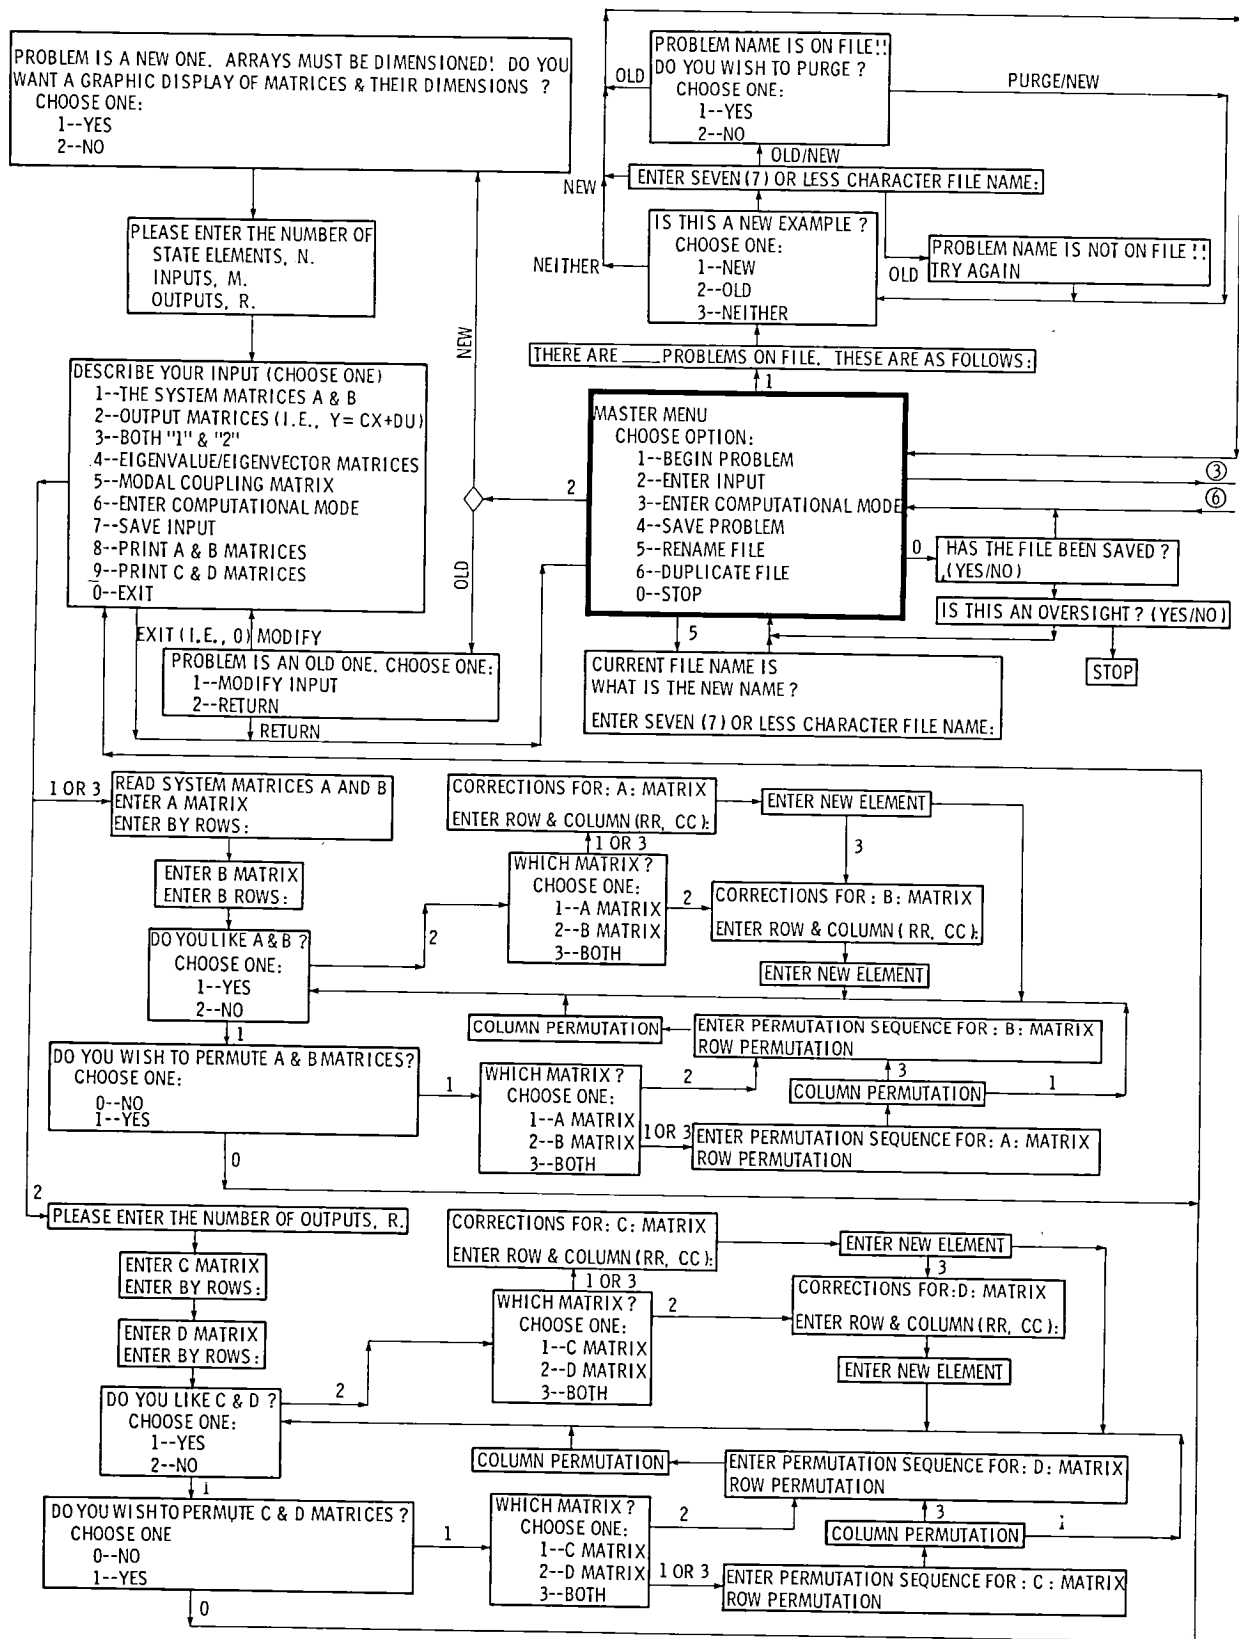 PROBLEM IS A NEW ONE. ARRAYS MUST BE DIMENSIONED! DO YOU
WANT A GRAPHIC DISPLAY OF MATRICES & THEIR DIMENSIONS ?
CHOOSE ONE:
1--YES
2--NO
PLEASE ENTER THE NUMBER OF
STATE ELEMENTS, N.
INPUTS, M.
OUTPUTS, R.
NEW
DESCRIBE YOUR INPUT (CHOOSE ONE)
1--THE SYSTEM MATRICES A & B
2--OUTPUT MATRICES (I.E., Y= CX+DU)
3--BOTH "1" & "2"
4--EIGENVALUE/EIGENVECTOR MATRICES
5--MODAL COUPLING MATRIX
6--ENTER COMPUTATIONAL MODE
7--SAVE INPUT
8--PRINT A & B MATRICES
9--PRINT C & D MATRICES
0--EXIT
OLD
EXIT (I.E., 0)
MODIFY
PROBLEM IS AN OLD ONE. CHOOSE ONE:
1--MODIFY INPUT
2--RETURN
RETURN
PROBLEM NAME IS ON FILE!!
DO YOU WISH TO PURGE ?
CHOOSE ONE:
1--YES
2--NO
OLD
PURGE/NEW
OLD/NEW
NEW
ENTER SEVEN (7) OR LESS CHARACTER FILE NAME:
IS THIS A NEW EXAMPLE ?
CHOOSE ONE:
1--NEW
2--OLD
3--NEITHER
NEITHER
OLD
PROBLEM NAME IS NOT ON FILE !!
TRY AGAIN
THERE ARE ____ PROBLEMS ON FILE. THESE ARE AS FOLLOWS:
1
MASTER MENU
CHOOSE OPTION:
1--BEGIN PROBLEM
2--ENTER INPUT
3--ENTER COMPUTATIONAL MODE
4--SAVE PROBLEM
5--RENAME FILE
6--DUPLICATE FILE
0--STOP
2
3
6
0
HAS THE FILE BEEN SAVED ?
(YES/NO)
IS THIS AN OVERSIGHT ? (YES/NO)
STOP
5
CURRENT FILE NAME IS
WHAT IS THE NEW NAME ?
ENTER SEVEN (7) OR LESS CHARACTER FILE NAME:
1 OR 3
READ SYSTEM MATRICES A AND B
ENTER A MATRIX
ENTER BY ROWS:
ENTER B MATRIX
ENTER B ROWS:
DO YOU LIKE A & B ?
CHOOSE ONE:
1--YES
2--NO
2
1
CORRECTIONS FOR: A: MATRIX
ENTER ROW & COLUMN (RR, CC):
1 OR 3
WHICH MATRIX ?
CHOOSE ONE:
1--A MATRIX
2--B MATRIX
3--BOTH
2
ENTER NEW ELEMENT
3
CORRECTIONS FOR : B: MATRIX
ENTER ROW & COLUMN ( RR, CC):
ENTER NEW ELEMENT
DO YOU WISH TO PERMUTE A & B MATRICES?
CHOOSE ONE:
0--NO
1--YES
1
0
WHICH MATRIX ?
CHOOSE ONE:
1--A MATRIX
2--B MATRIX
3--BOTH
2
1 OR 3
COLUMN PERMUTATION
ENTER PERMUTATION SEQUENCE FOR : B: MATRIX
ROW PERMUTATION
3
COLUMN PERMUTATION
1
ENTER PERMUTATION SEQUENCE FOR : A: MATRIX
ROW PERMUTATION
2
PLEASE ENTER THE NUMBER OF OUTPUTS, R.
ENTER C MATRIX
ENTER BY ROWS:
ENTER D MATRIX
ENTER BY ROWS:
DO YOU LIKE C & D ?
CHOOSE ONE:
1--YES
2--NO
2
1
CORRECTIONS FOR: C: MATRIX
ENTER ROW & COLUMN (RR, CC):
1 OR 3
WHICH MATRIX ?
CHOOSE ONE:
1--C MATRIX
2--D MATRIX
3--BOTH
2
ENTER NEW ELEMENT
3
CORRECTIONS FOR:D: MATRIX
ENTER ROW & COLUMN (RR, CC):
ENTER NEW ELEMENT
DO YOU WISH TO PERMUTE C & D MATRICES ?
CHOOSE ONE
0--NO
1--YES
1
0
WHICH MATRIX ?
CHOOSE ONE:
1--C MATRIX
2--D MATRIX
3--BOTH
2
1 OR 3
COLUMN PERMUTATION
ENTER PERMUTATION SEQUENCE FOR: D: MATRIX
ROW PERMUTATION
3
COLUMN PERMUTATION
1
ENTER PERMUTATION SEQUENCE FOR : C : MATRIX
ROW PERMUTATION